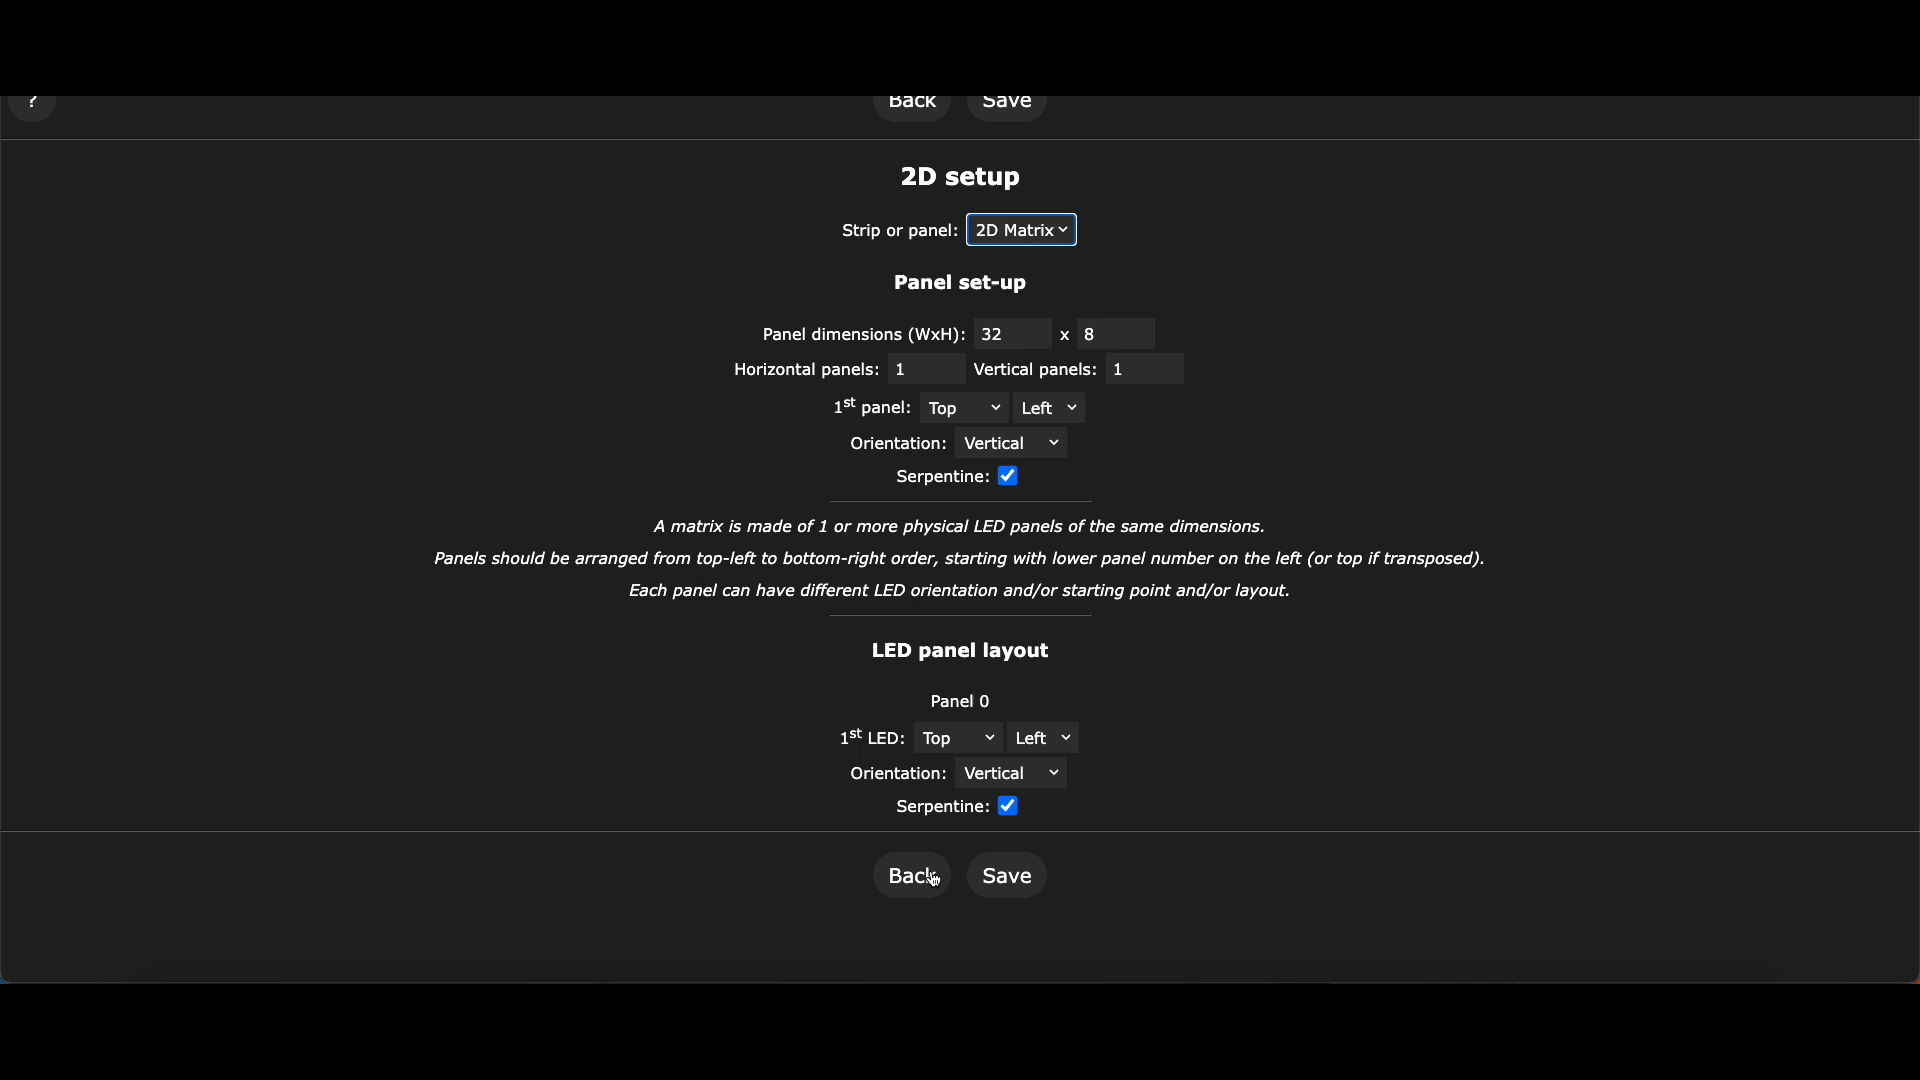 ? Back Save
2D setup
Strip or panel: 2D Matrix
Panel set-up
Panel dimensions (WxH): 32 x 8
Horizontal panels: 1 Vertical panels: 1
1st panel: Top Left
Orientation: Vertical
Serpentine:
A matrix is made of 1 or more physical LED panels of the same dimensions.
Panels should be arranged from top-left to bottom-right order, starting with lower panel number on the left (or top if transposed).
Each panel can have different LED orientation and/or starting point and/or layout.
LED panel layout
Panel 0
1st LED: Top Left
Orientation: Vertical
Serpentine:
Back Save